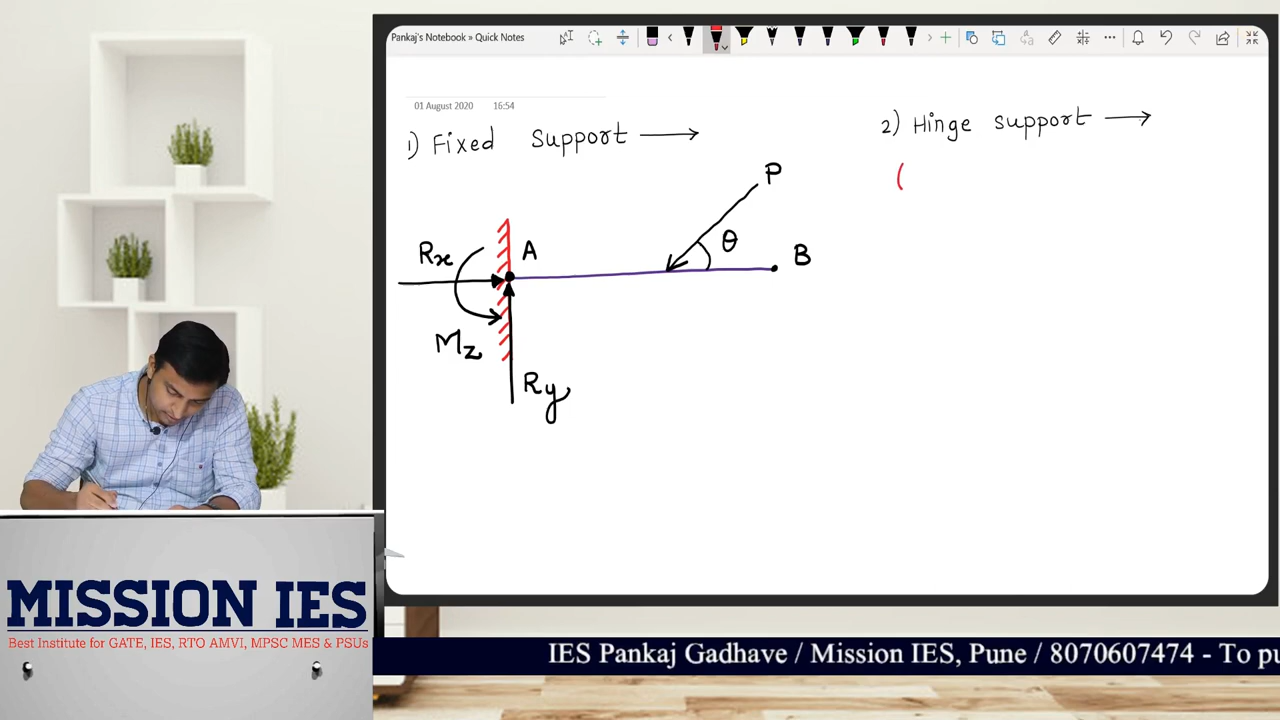 Pankaj's Notebook » Quick Notes
01 August 2020 16:54
1) Fixed Support ⟶
2) Hinge support ⟶
(
P
A
θ
B
Rx
Mz
Ry
MISSION IES
Best Institute for GATE, IES, RTO AMVI, MPSC MES & PSUs
IES Pankaj Gadhave / Mission IES, Pune / 8070607474 - To pu